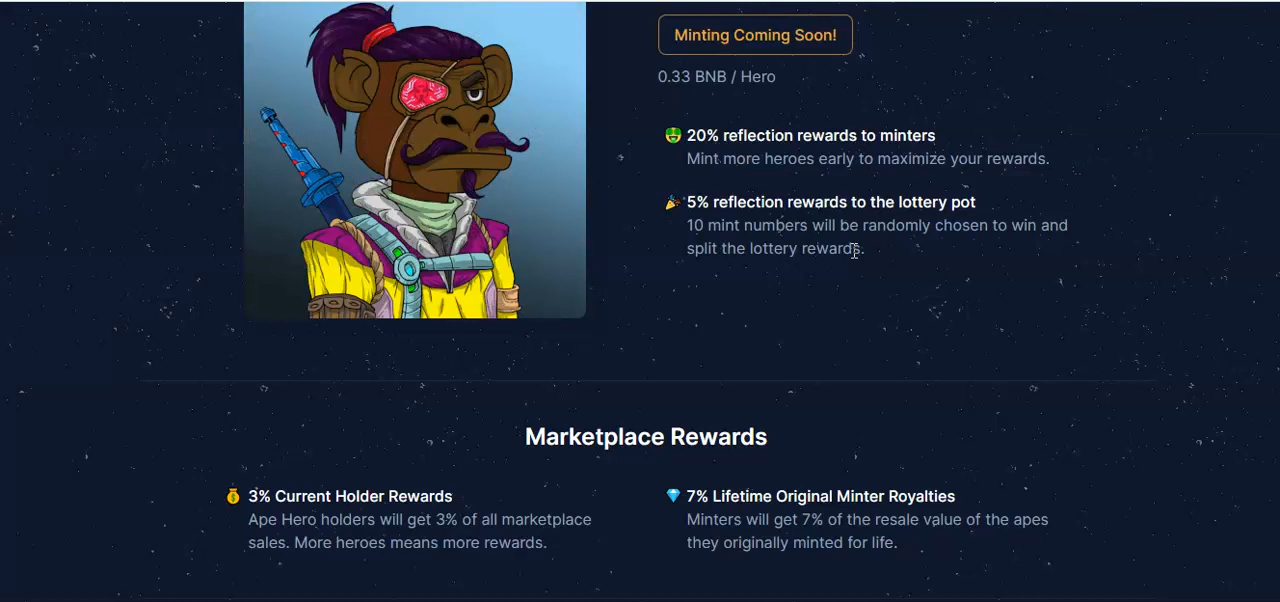 Minting Coming Soon!
0.33 BNB / Hero
20% reflection rewards to minters
Mint more heroes early to maximize your rewards.
5% reflection rewards to the lottery pot
10 mint numbers will be randomly chosen to win and
split the lottery rewards.
Marketplace Rewards
3% Current Holder Rewards
Ape Hero holders will get 3% of all marketplace
sales. More heroes means more rewards.
7% Lifetime Original Minter Royalties
Minters will get 7% of the resale value of the apes
they originally minted for life.